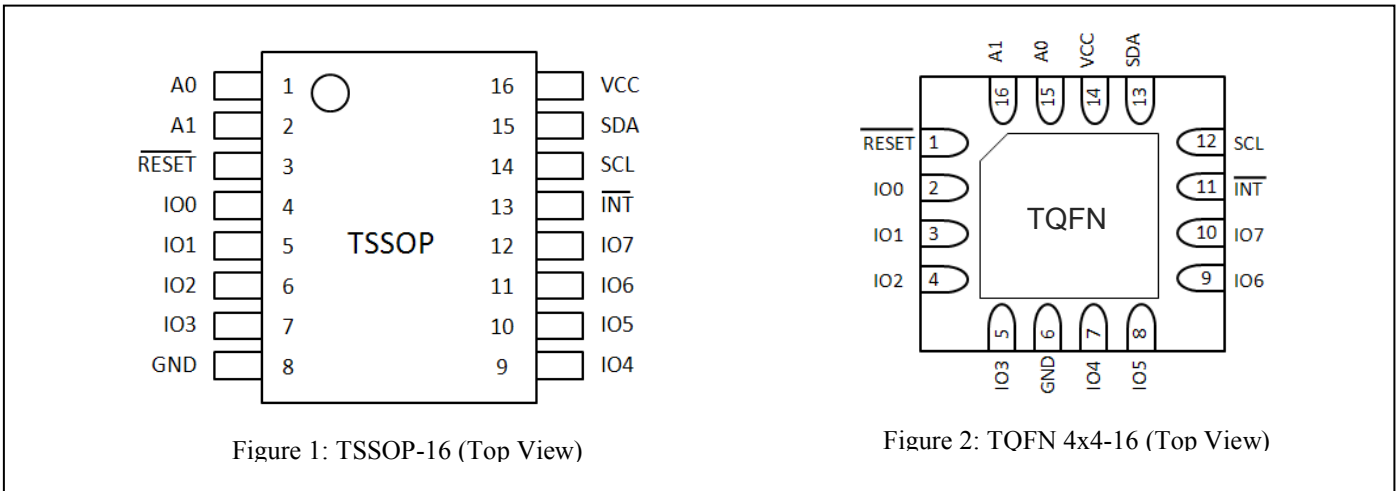 A0 1 16 VCC
A1 2 15 SDA
RESET 3 14 SCL
IO0 4 13 INT
IO1 5 TSSOP 12 IO7
IO2 6 11 IO6
IO3 7 10 IO5
GND 8 9 IO4
Figure 1: TSSOP-16 (Top View)
A1 A0 VCC SDA
16 15 14 13
RESET 1 12 SCL
IO0 2 11 INT
IO1 3 TQFN 10 IO7
IO2 4 9 IO6
5 6 7 8
IO3 GND IO4 IO5
Figure 2: TQFN 4x4-16 (Top View)